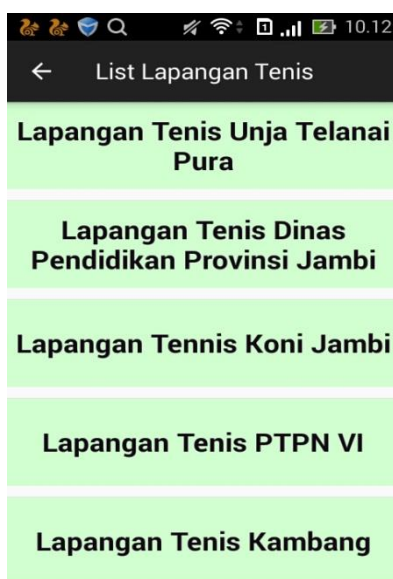 1 10.12
List Lapangan Tenis
Lapangan Tenis Unja Telanai
Pura
Lapangan Tenis Dinas
Pendidikan Provinsi Jambi
Lapangan Tennis Koni Jambi
Lapangan Tenis PTPN VI
Lapangan Tenis Kambang